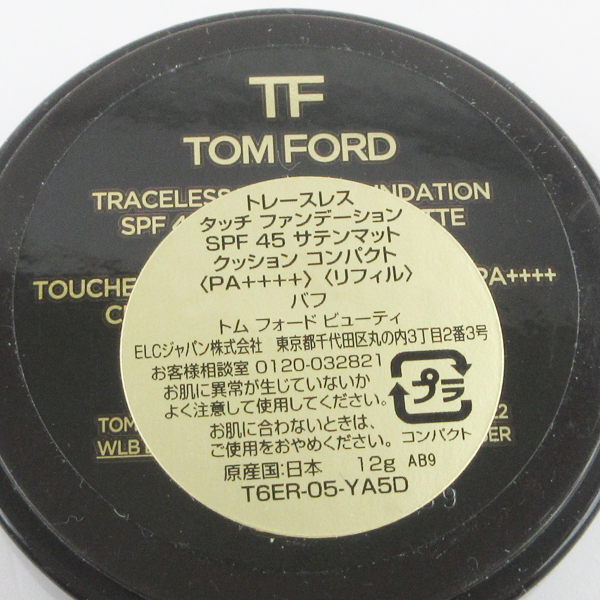 TF
TOM FORD
TRACELESS
SPF 4
TOUCHE
PA++++
TOM
WLB
トレースレス
タッチ ファンデーション
SPF 45 サテンマット
クッション コンパクト
〈PA++++〉〈リフィル〉
バフ
トム フォード ビューティ
ELCジャパン株式会社 東京都千代田区丸の内3丁目2番3号
お客様相談室 0120-032821
お肌に異常が生じていないか
よく注意して使用してください。
お肌に合わないときは、
ご使用をおやめください。
プラ
コンパクト
原産国:日本 12g AB9
T6ER-05-YA5D